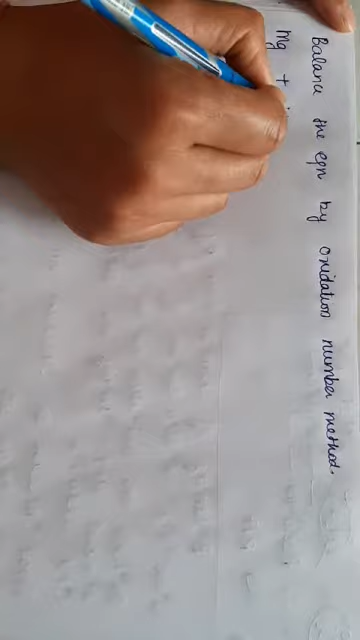 Balance the eqn by oxidation number method.
Mg +